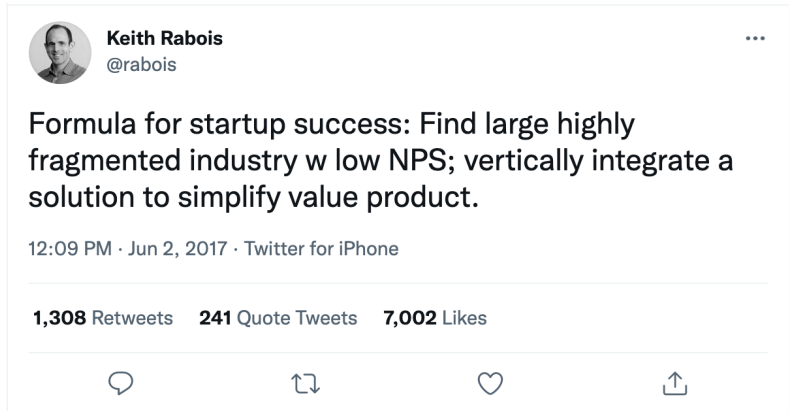 Keith Rabois
@rabois
Formula for startup success: Find large highly
fragmented industry w low NPS; vertically integrate a
solution to simplify value product.
12:09 PM · Jun 2, 2017 · Twitter for iPhone
1,308 Retweets 241 Quote Tweets 7,002 Likes